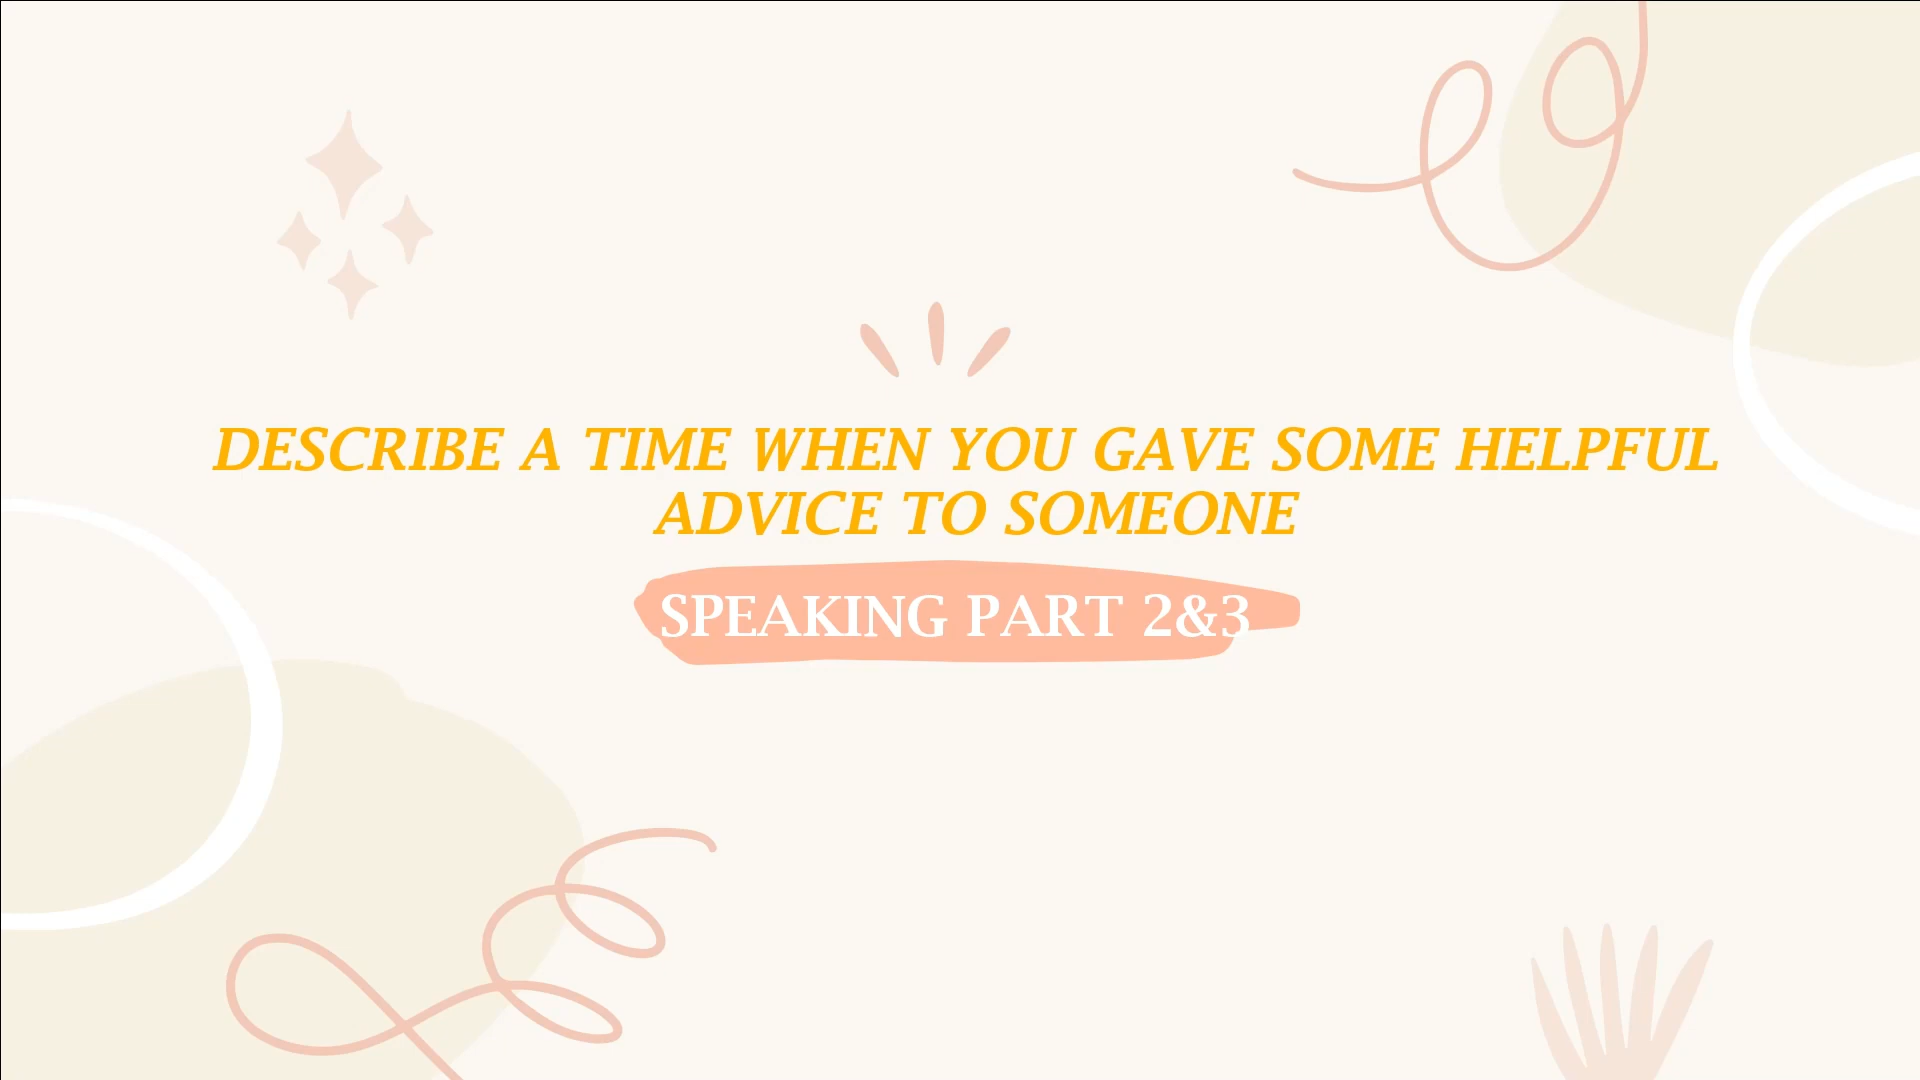 DESCRIBE A TIME WHEN YOU GAVE SOME HELPFUL
ADVICE TO SOMEONE
SPEAKING PART 2&3